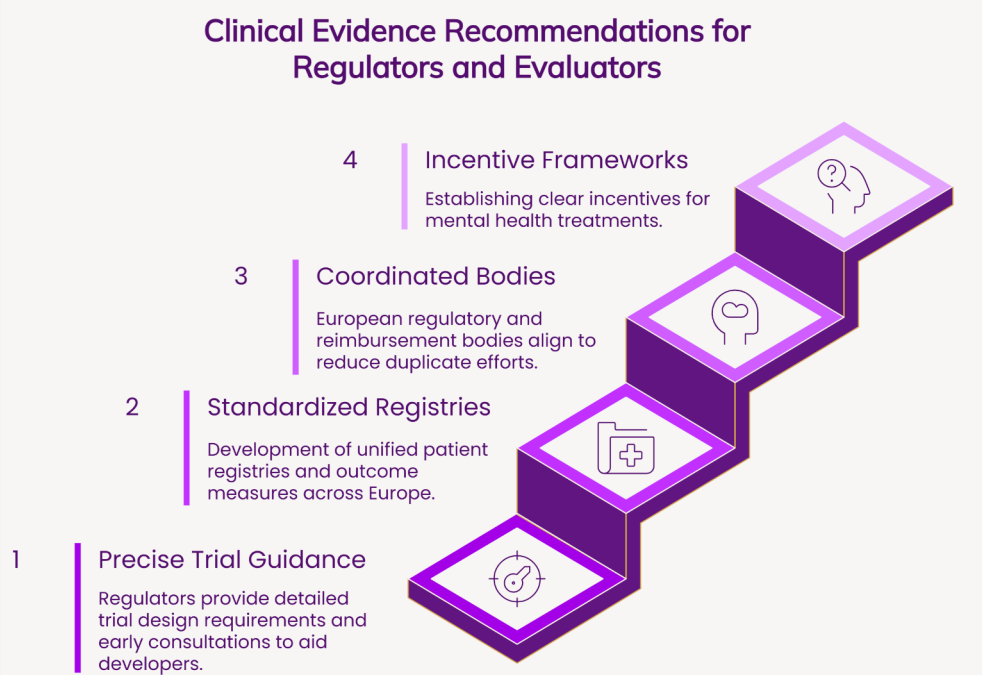 Clinical Evidence Recommendations for
Regulators and Evaluators
4
Incentive Frameworks
Establishing clear incentives for
mental health treatments.
3
Coordinated Bodies
European regulatory and
reimbursement bodies align to
reduce duplicate efforts.
2
Standardized Registries
Development of unified patient
registries and outcome
measures across Europe.
1
Precise Trial Guidance
Regulators provide detailed
trial design requirements and
early consultations to aid
developers.
?